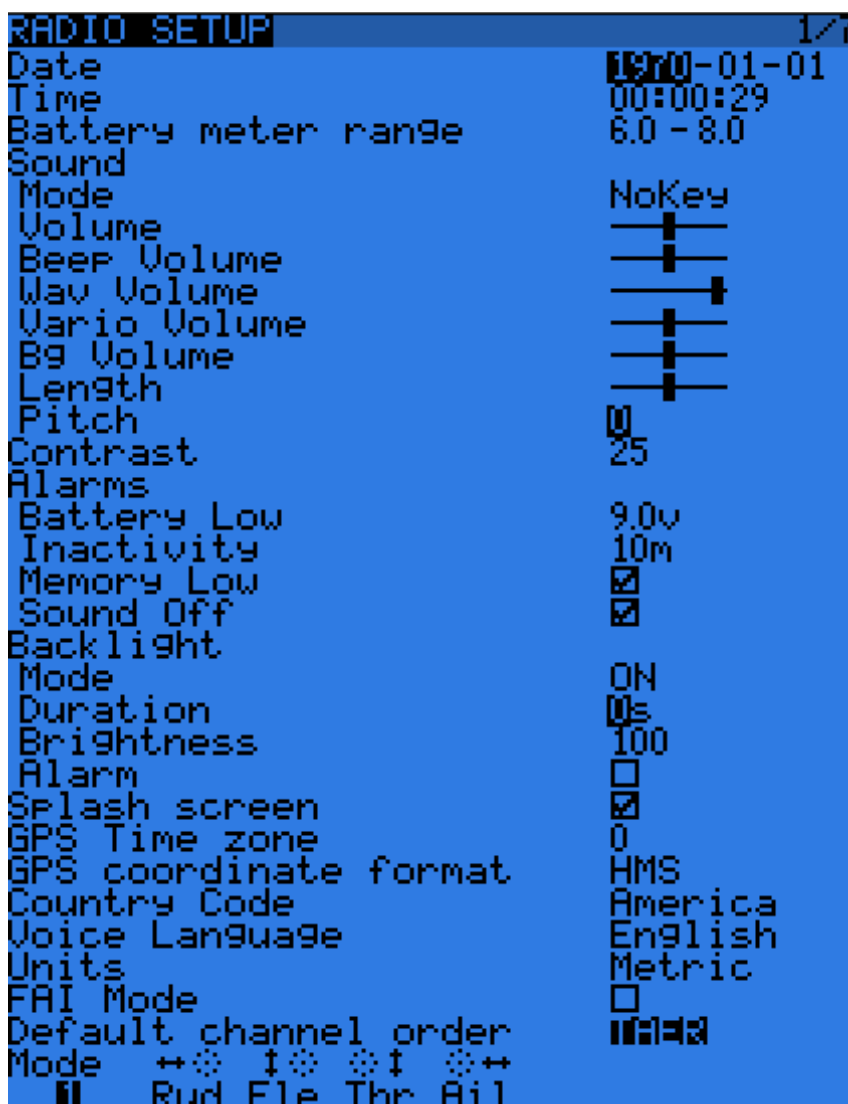 RADIO SETUP 1/7
Date 1970-01-01
Time 00:00:29
Battery meter range 6.0 - 8.0
Sound
Mode NoKey
Volume
Beep Volume
Wav Volume
Vario Volume
Bg Volume
Length
Pitch 0
Contrast 25
Alarms
Battery Low 9.0v
Inactivity 10m
Memory Low
Sound Off
Backlight
Mode ON
Duration 0s
Brightness 100
Alarm
Splash screen
GPS Time zone 0
GPS coordinate format HMS
Country Code America
Voice Language English
Units Metric
FAI Mode
Default channel order TAER
Mode
1 Rud Ele Thr Ail